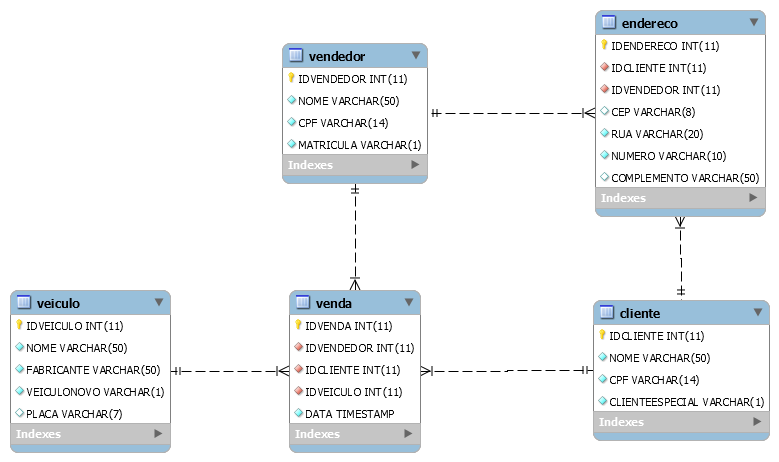 vendedor
IDVENDEDOR INT(11)
NOME VARCHAR(50)
CPF VARCHAR(14)
MATRICULA VARCHAR(1)
Indexes
endereco
IDENDERECO INT(11)
IDCLIENTE INT(11)
IDVENDEDOR INT(11)
CEP VARCHAR(8)
RUA VARCHAR(20)
NUMERO VARCHAR(10)
COMPLEMENTO VARCHAR(50)
Indexes
veiculo
IDVEICULO INT(11)
NOME VARCHAR(50)
FABRICANTE VARCHAR(50)
VEICULONOVO VARCHAR(1)
PLACA VARCHAR(7)
Indexes
venda
IDVENDA INT(11)
IDVENDEDOR INT(11)
IDCLIENTE INT(11)
IDVEICULO INT(11)
DATA TIMESTAMP
Indexes
cliente
IDCLIENTE INT(11)
NOME VARCHAR(50)
CPF VARCHAR(14)
CLIENTEESPECIAL VARCHAR(1)
Indexes